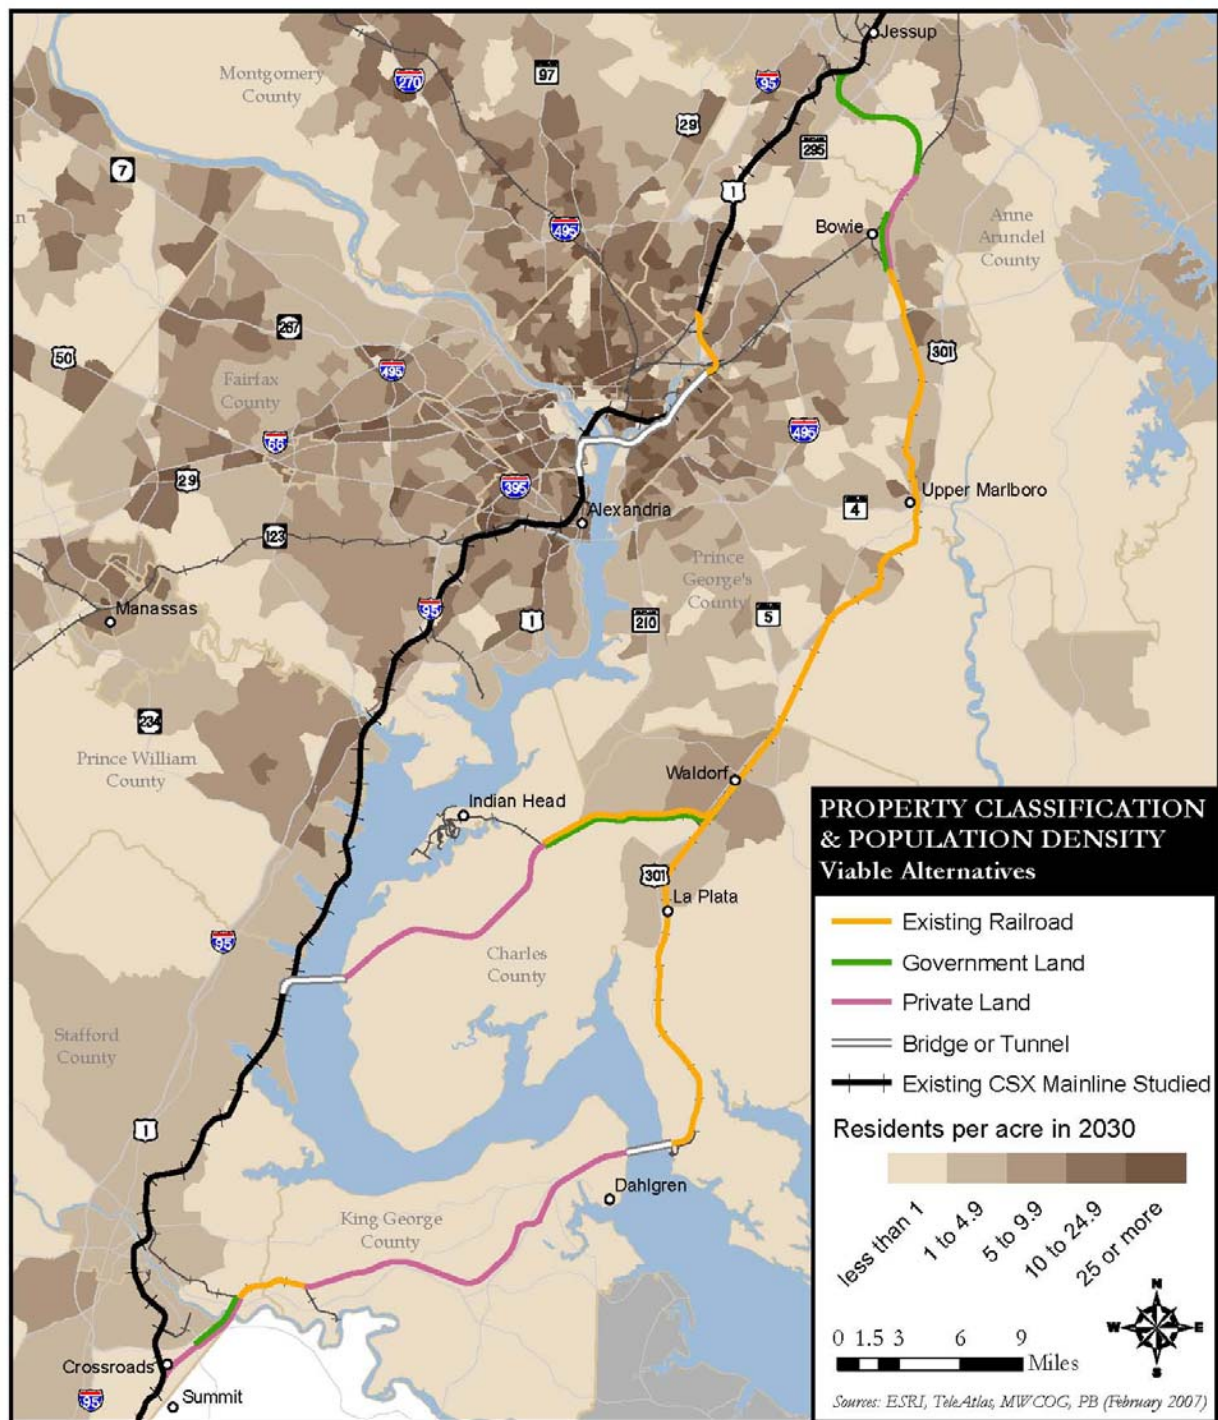 Jessup
Montgomery
County
270
97
95
29
295
7
n
1
495
Bowie
Anne
Arundel
County
267
50
301
495
Fairfax
County
66
495
29
395
Upper Marlboro
4
Alexandria
123
Prince
George's
County
95
Manassas
1
210
5
234
Prince William
County
Waldorf
Indian Head
301
La Plata
95
Charles
County
Stafford
County
1
Dahlgren
King George
County
Crossroads
95
Summit
PROPERTY CLASSIFICATION
& POPULATION DENSITY
Viable Alternatives
Existing Railroad
Government Land
Private Land
Bridge or Tunnel
Existing CSX Mainline Studied
Residents per acre in 2030
less than 1
1 to 4.9
5 to 9.9
10 to 24.9
25 or more
N
W E
S
0 1.5 3 6 9
Miles
Sources: ESRI, TeleAtlas, MWCOG, PB (February 2007)